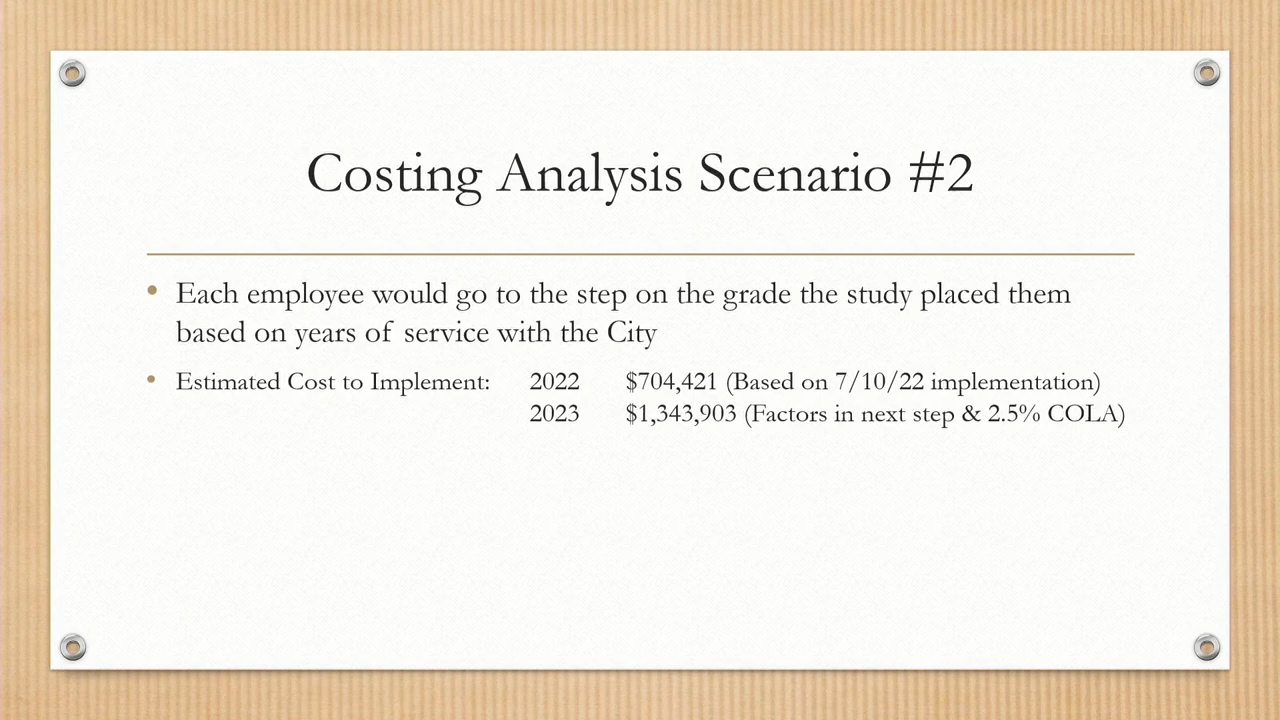 Costing Analysis Scenario #2
• Each employee would go to the step on the grade the study placed them
based on years of service with the City
• Estimated Cost to Implement: 2022 $704,421 (Based on 7/10/22 implementation)
2023 $1,343,903 (Factors in next step & 2.5% COLA)